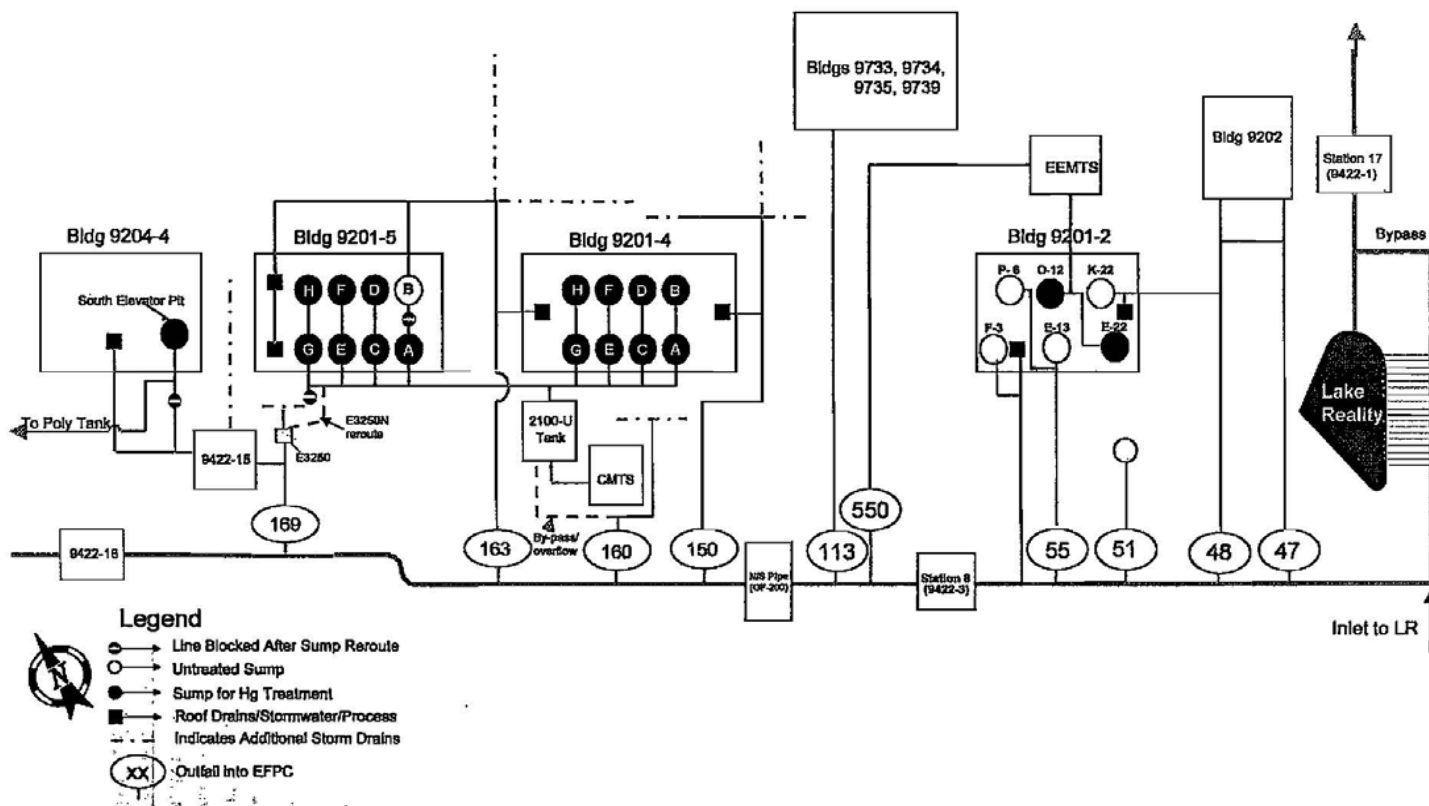 Bldgs 9733, 9734,
9735, 9739
Bldg 9202
Station 17
(9422-1)
EEMTS
Bypass
Bldg 9204-4
Bldg 9201-5
Bldg 9201-4
Bldg 9201-2
South Elevator Pit
H F D B
G E C A
H F D B
G E C A
P-6 O-12 K-22
F-3 E-13 E-22
Lake
Reality
To Poly Tank
9422-15
E3250N
reroute
E3250
2100-U
Tank
CMTS
By-pass/
overflow
169
163
160
150
113
550
55
51
48
47
9422-16
N/S Pipe
(OF-200)
Station 8
(9422-3)
Inlet to LR
Legend
N
Line Blocked After Sump Reroute
Untreated Sump
Sump for Hg Treatment
Roof Drains/Stormwater/Process
Indicates Additional Storm Drains
XX Outfall into EFPC